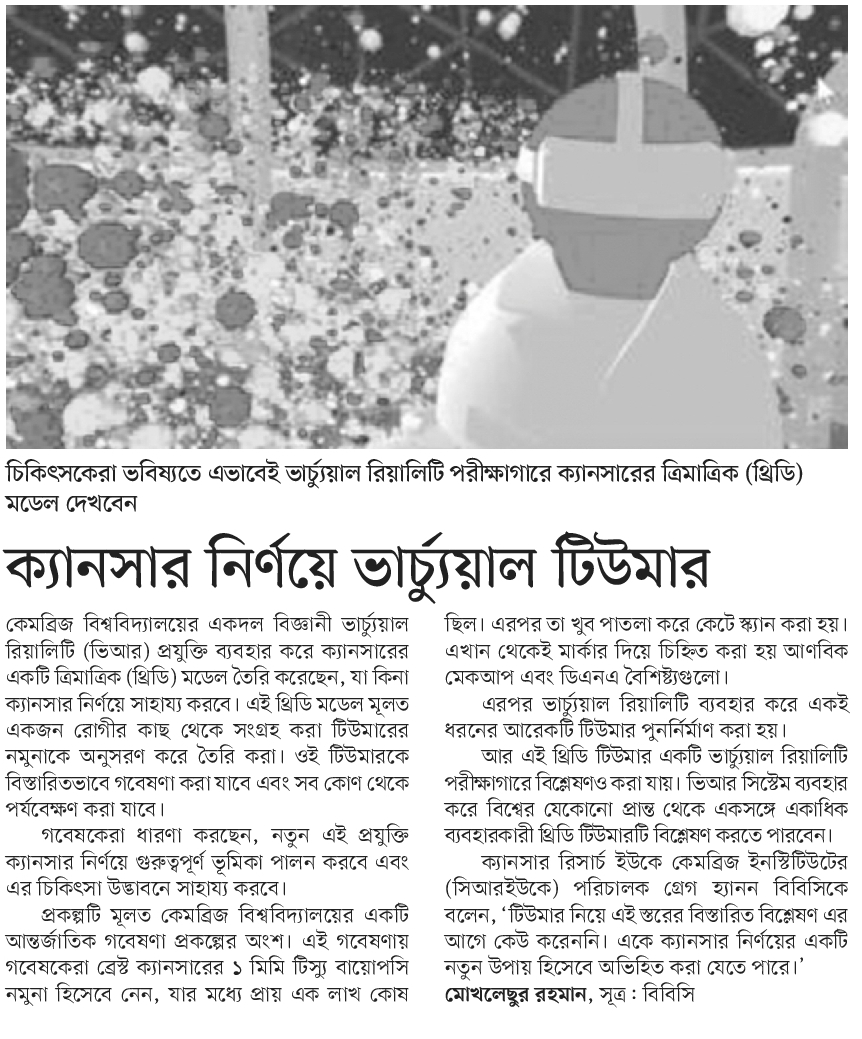 চিকিৎসকেরা ভবিষ্যতে এভাবেই ভার্চ্যুয়াল রিয়ালিটি পরীক্ষাগারে ক্যানসারের ত্রিমাত্রিক (থ্রিডি)
মডেল দেখবেন
ক্যানসার নির্ণয়ে ভার্চ্যুয়াল টিউমার
কেমব্রিজ বিশ্ববিদ্যালয়ের একদল বিজ্ঞানী ভার্চ্যুয়াল
রিয়ালিটি (ভিআর) প্রযুক্তি ব্যবহার করে ক্যানসারের
একটি ত্রিমাত্রিক (থ্রিডি) মডেল তৈরি করেছেন, যা কিনা
ক্যানসার নির্ণয়ে সাহায্য করবে। এই থ্রিডি মডেল মূলত
একজন রোগীর কাছ থেকে সংগ্রহ করা টিউমারের
নমুনাকে অনুসরণ করে তৈরি করা। ওই টিউমারকে
বিস্তারিতভাবে গবেষণা করা যাবে এবং সব কোণ থেকে
পর্যবেক্ষণ করা যাবে।
গবেষকেরা ধারণা করছেন, নতুন এই প্রযুক্তি
ক্যানসার নির্ণয়ে গুরুত্বপূর্ণ ভূমিকা পালন করবে এবং
এর চিকিৎসা উদ্ভাবনে সাহায্য করবে।
প্রকল্পটি মূলত কেমব্রিজ বিশ্ববিদ্যালয়ের একটি
আন্তর্জাতিক গবেষণা প্রকল্পের অংশ। এই গবেষণায়
গবেষকেরা ব্রেস্ট ক্যানসারের ১ মিমি টিস্যু বায়োপসি
নমুনা হিসেবে নেন, যার মধ্যে প্রায় এক লাখ কোষ
ছিল। এরপর তা খুব পাতলা করে কেটে স্ক্যান করা হয়।
এখান থেকেই মার্কার দিয়ে চিহ্নিত করা হয় আণবিক
মেকআপ এবং ডিএনএ বৈশিষ্ট্যগুলো।
এরপর ভার্চ্যুয়াল রিয়ালিটি ব্যবহার করে একই
ধরনের আরেকটি টিউমার পুনর্নির্মাণ করা হয়।
আর এই থ্রিডি টিউমার একটি ভার্চ্যুয়াল রিয়ালিটি
পরীক্ষাগারে বিশ্লেষণও করা যায়। ভিআর সিস্টেম ব্যবহার
করে বিশ্বের যেকোনো প্রান্ত থেকে একসঙ্গে একাধিক
ব্যবহারকারী থ্রিডি টিউমারটি বিশ্লেষণ করতে পারবেন।
ক্যানসার রিসার্চ ইউকে কেমব্রিজ ইনস্টিটিউটের
(সিআরইউকে) পরিচালক গ্রেগ হ্যানন বিবিসিকে
বলেন, ‘টিউমার নিয়ে এই স্তরের বিস্তারিত বিশ্লেষণ এর
আগে কেউ করেননি। একে ক্যানসার নির্ণয়ের একটি
নতুন উপায় হিসেবে অভিহিত করা যেতে পারে।’
মোখলেছুর রহমান, সূত্র : বিবিসি